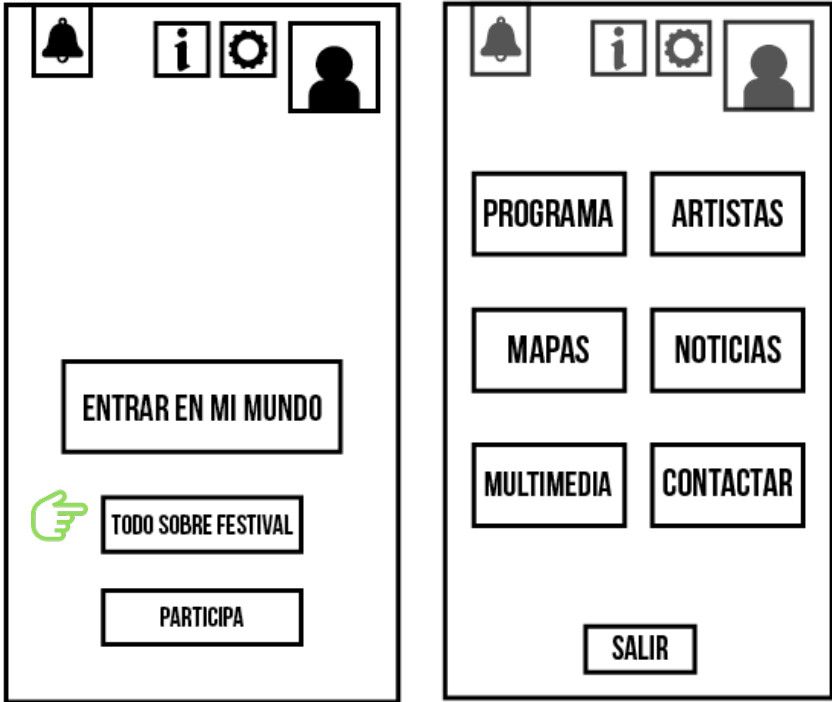 ENTRAR EN MI MUNDO
TODO SOBRE FESTIVAL
PARTICIPA
PROGRAMA
ARTISTAS
MAPAS
NOTICIAS
MULTIMEDIA
CONTACTAR
SALIR